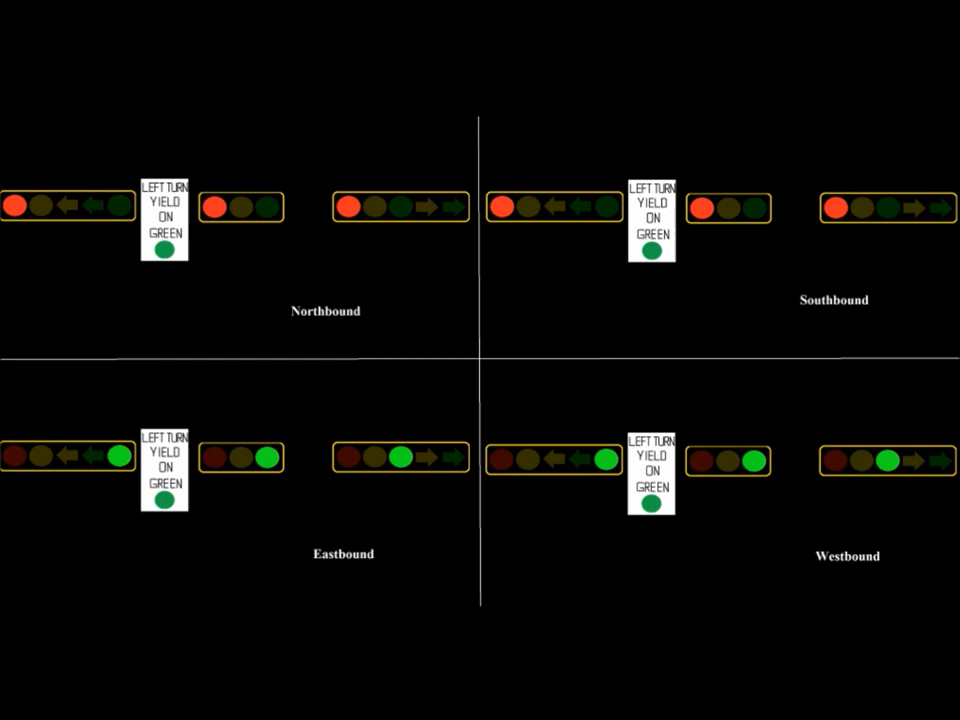 LEFT TURN
YIELD
ON
GREEN
Northbound
LEFT TURN
YIELD
ON
GREEN
Southbound
LEFT TURN
YIELD
ON
GREEN
Eastbound
LEFT TURN
YIELD
ON
GREEN
Westbound